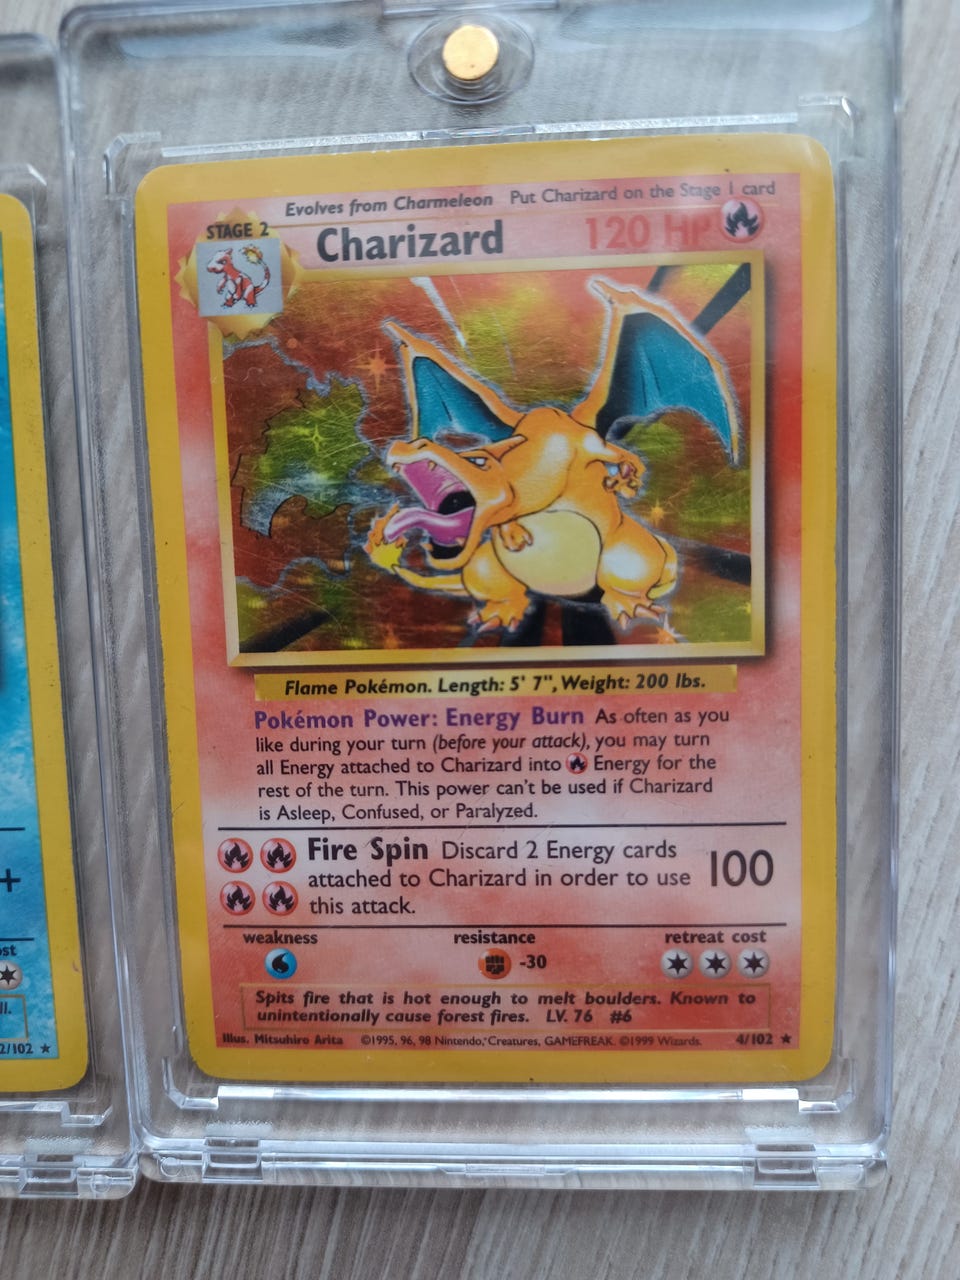 Evolves from Charmeleon Put Charizard on the Stage 1 card
STAGE 2
Charizard 120 HP
Flame Pokémon. Length: 5' 7", Weight: 200 lbs.
Pokémon Power: Energy Burn As often as you
like during your turn (before your attack), you may turn
all Energy attached to Charizard into Energy for the
rest of the turn. This power can't be used if Charizard
is Asleep, Confused, or Paralyzed.
Fire Spin Discard 2 Energy cards
attached to Charizard in order to use
this attack.
100
weakness resistance retreat cost
-30
Spits fire that is hot enough to melt boulders. Known to
unintentionally cause forest fires. LV. 76 #6
Illus. Mitsuhiro Arita ©1995, 96, 98 Nintendo, Creatures, GAMEFREAK. ©1999 Wizards. 4/102 ★
+
2/102 ★